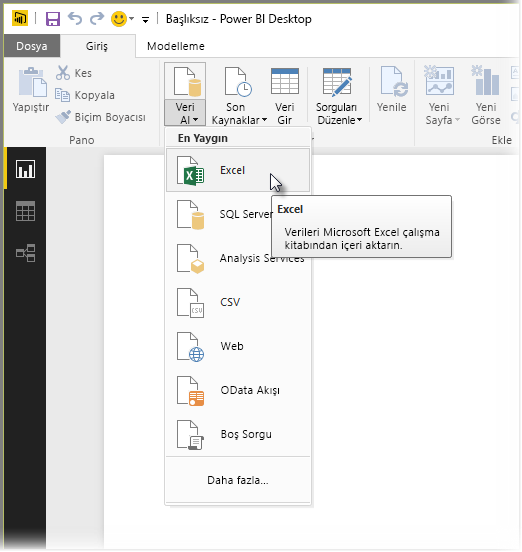 Başlıksız - Power BI Desktop
Dosya Giriş Modelleme
Yapıştır
Kes
Kopyala
Biçim Boyacısı
Pano
Veri
Al
Son
Kaynaklar
Veri
Gir
Sorguları
Düzenle
Yenile
Yeni
Sayfa
Yeni
Görse
Ekle
En Yaygın
Excel
SQL Server
Analysis Services
CSV
CSV
Web
OData Akışı
Boş Sorgu
Daha fazla...
Excel
Verileri Microsoft Excel çalışma
kitabından içeri aktarın.